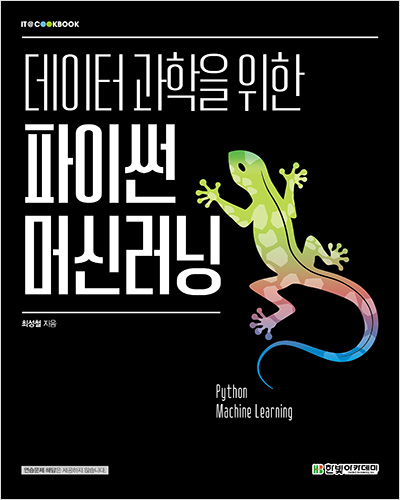 IT@COOKBOOK
데이터 과학을 위한
파이썬
머신러닝
최성철 지음
Python
Machine Learning
연습문제 해답은 제공하지 않습니다.
HB 한빛아카데미